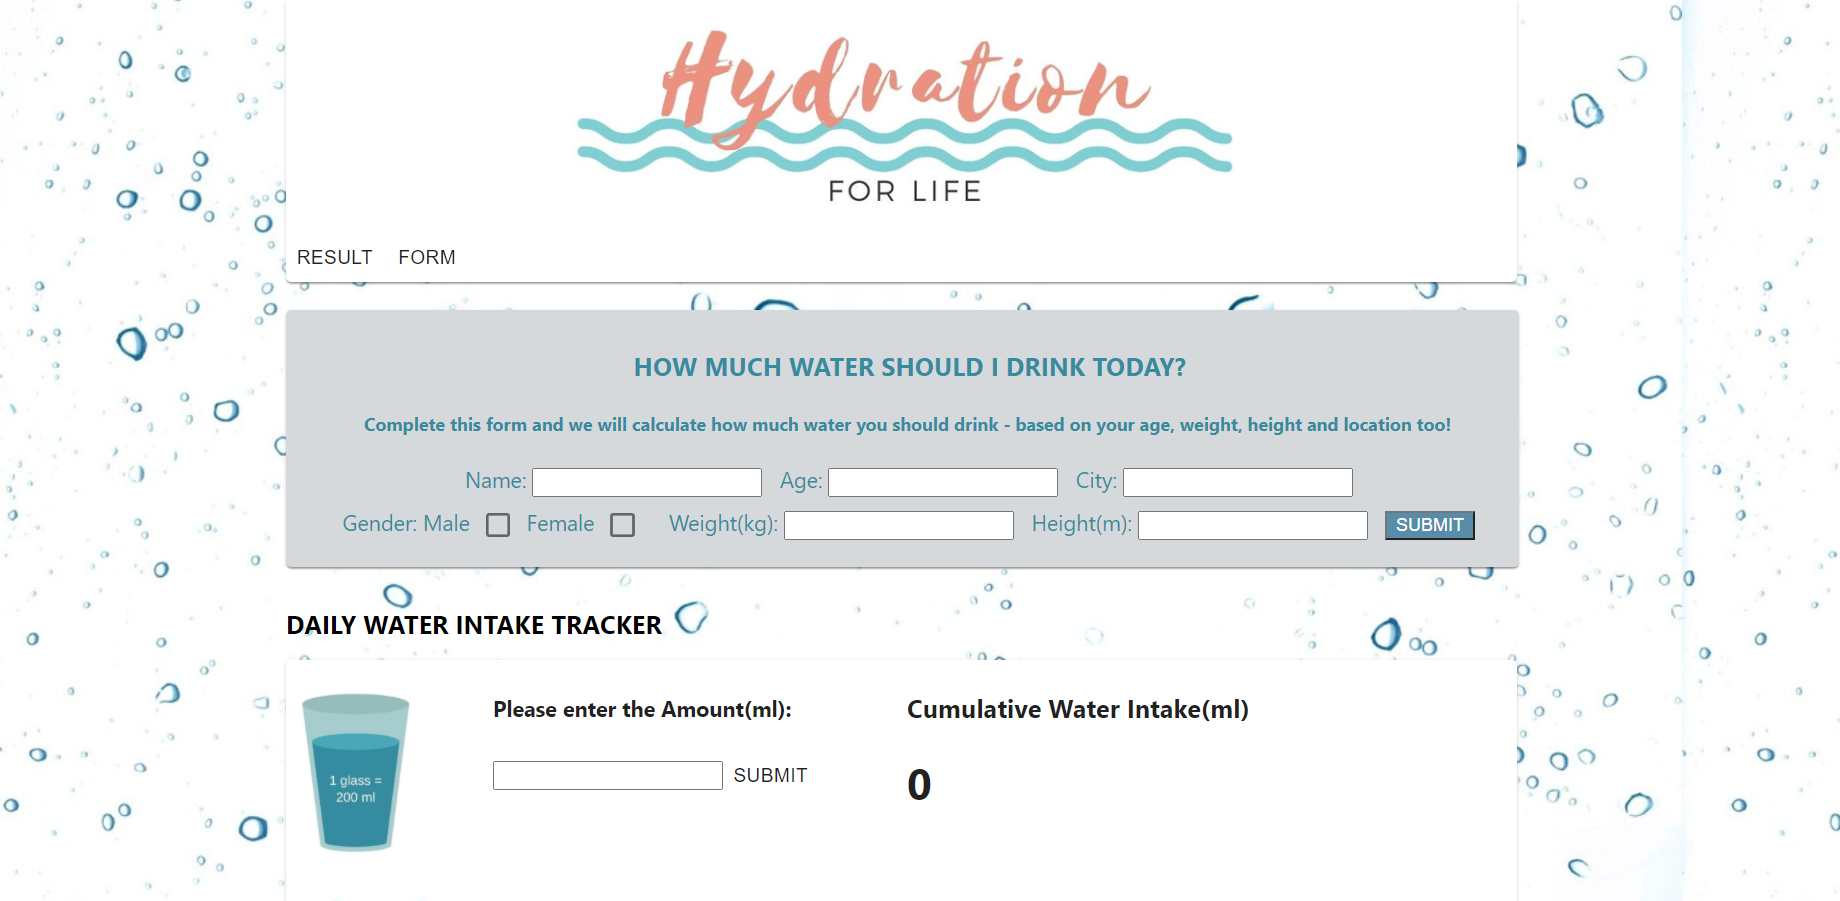 Hydration
FOR LIFE
RESULT FORM
HOW MUCH WATER SHOULD I DRINK TODAY?
Complete this form and we will calculate how much water you should drink - based on your age, weight, height and location too!
Name: Age: City:
Gender: Male Female Weight(kg): Height(m): SUBMIT
DAILY WATER INTAKE TRACKER
Please enter the Amount(ml): Cumulative Water Intake(ml)
SUBMIT 0
1 glass =
200 ml